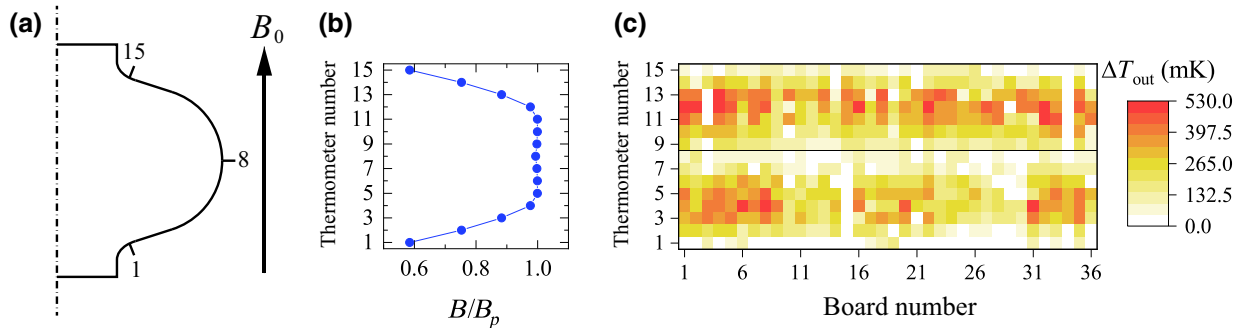 (a)
15
8
1
B0
(b)
Thermometer number
15
13
11
9
7
5
3
1
0.6 0.8 1.0
B/Bp
(c)
Thermometer number
15
13
11
9
7
5
3
1
1 6 11 16 21 26 31 36
Board number
ΔTout (mK)
530.0
397.5
265.0
132.5
0.0